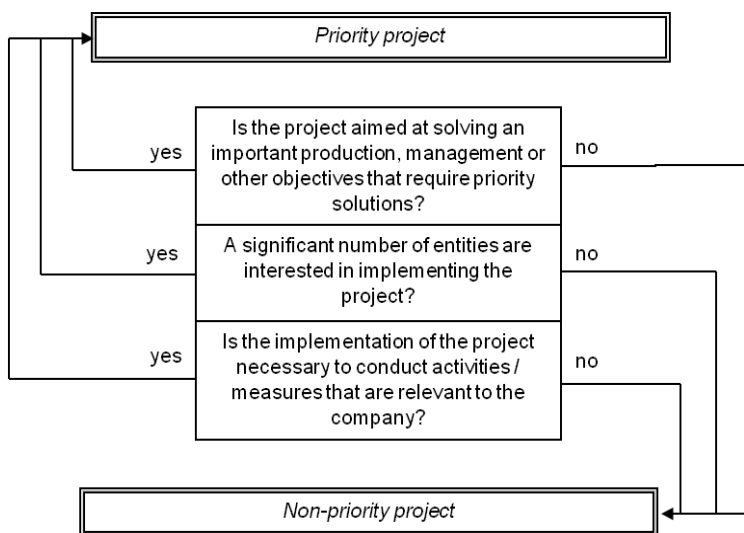 Priority project
yes
Is the project aimed at solving an
important production, management or
other objectives that require priority
solutions?
no
yes
A significant number of entities are
interested in implementing the
project?
no
yes
Is the implementation of the project
necessary to conduct activities /
measures that are relevant to the
company?
no
Non-priority project